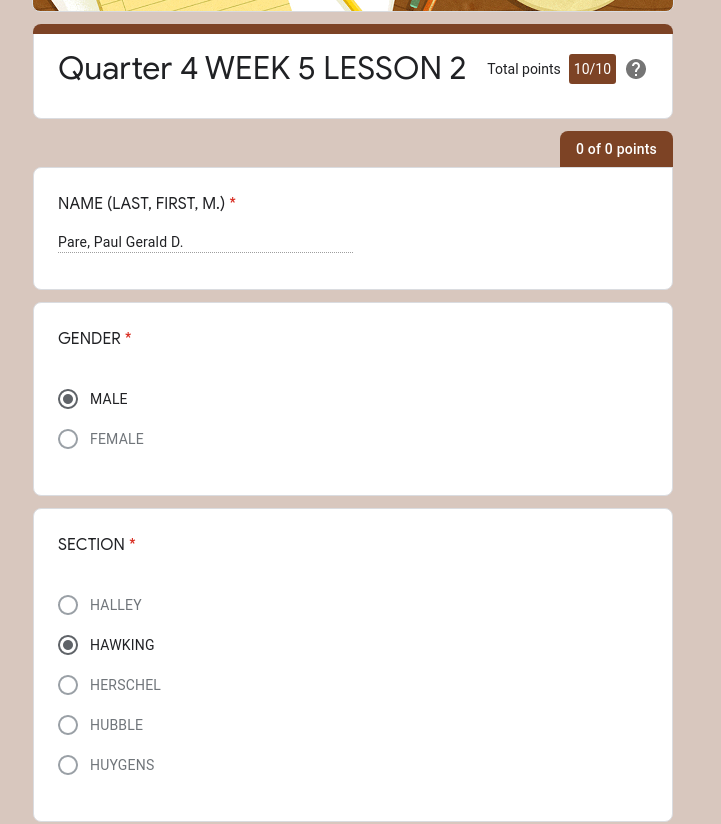 Quarter 4 WEEK 5 LESSON 2 Total points 10/10 ?
0 of 0 points
NAME (LAST, FIRST, M.) *
Pare, Paul Gerald D.
GENDER *
MALE
FEMALE
SECTION *
HALLEY
HAWKING
HERSCHEL
HUBBLE
HUYGENS